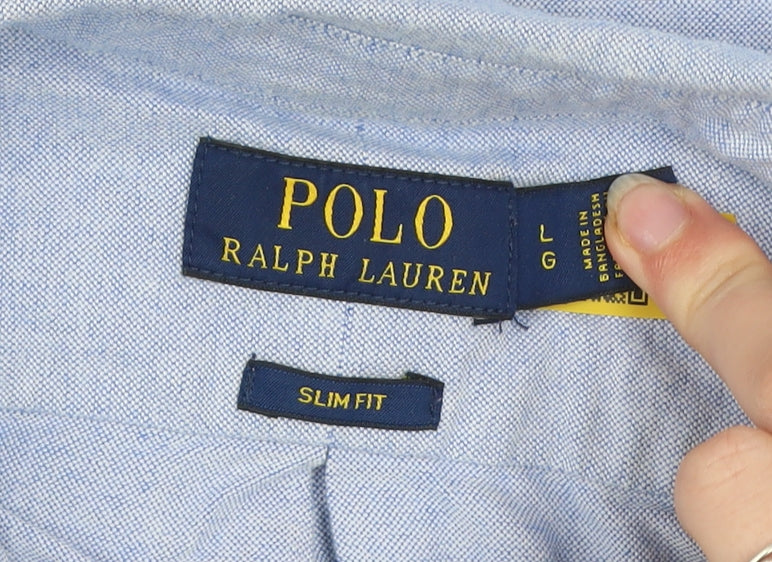 POLO
RALPH LAUREN
L
G
MADE IN
BANGLADESH
SLIM FIT